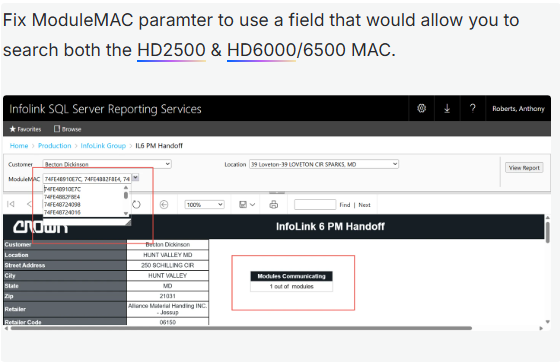 Fix ModuleMAC paramter to use a field that would allow you to
search both the HD2500 & HD6000/6500 MAC.
Infolink SQL Server Reporting Services
? Roberts, Anthony
★ Favorites Browse
Home > Production > InfoLink Group > IL6 PM Handoff
Customer Becton Dickinson Location 39 Loveton-39 LOVETON CIR SPARKS, MD
View Report
ModuleMAC 74FE48910E7C, 74FE4882F8E4, 74
74FE48910E7C
74FE4882F8E4
74FE48724098
74FE48724016
100% Find | Next
CROWN InfoLink 6 PM Handoff
Customer Becton Dickinson
Location HUNT VALLEY MD
Street Address 250 SCHILLING CIR
City HUNT VALLEY
State MD
Zip 21031
Retailer Alliance Material Handling INC.
- Jessup
Retailer Code 06150
Modules Communicating
1 out of modules